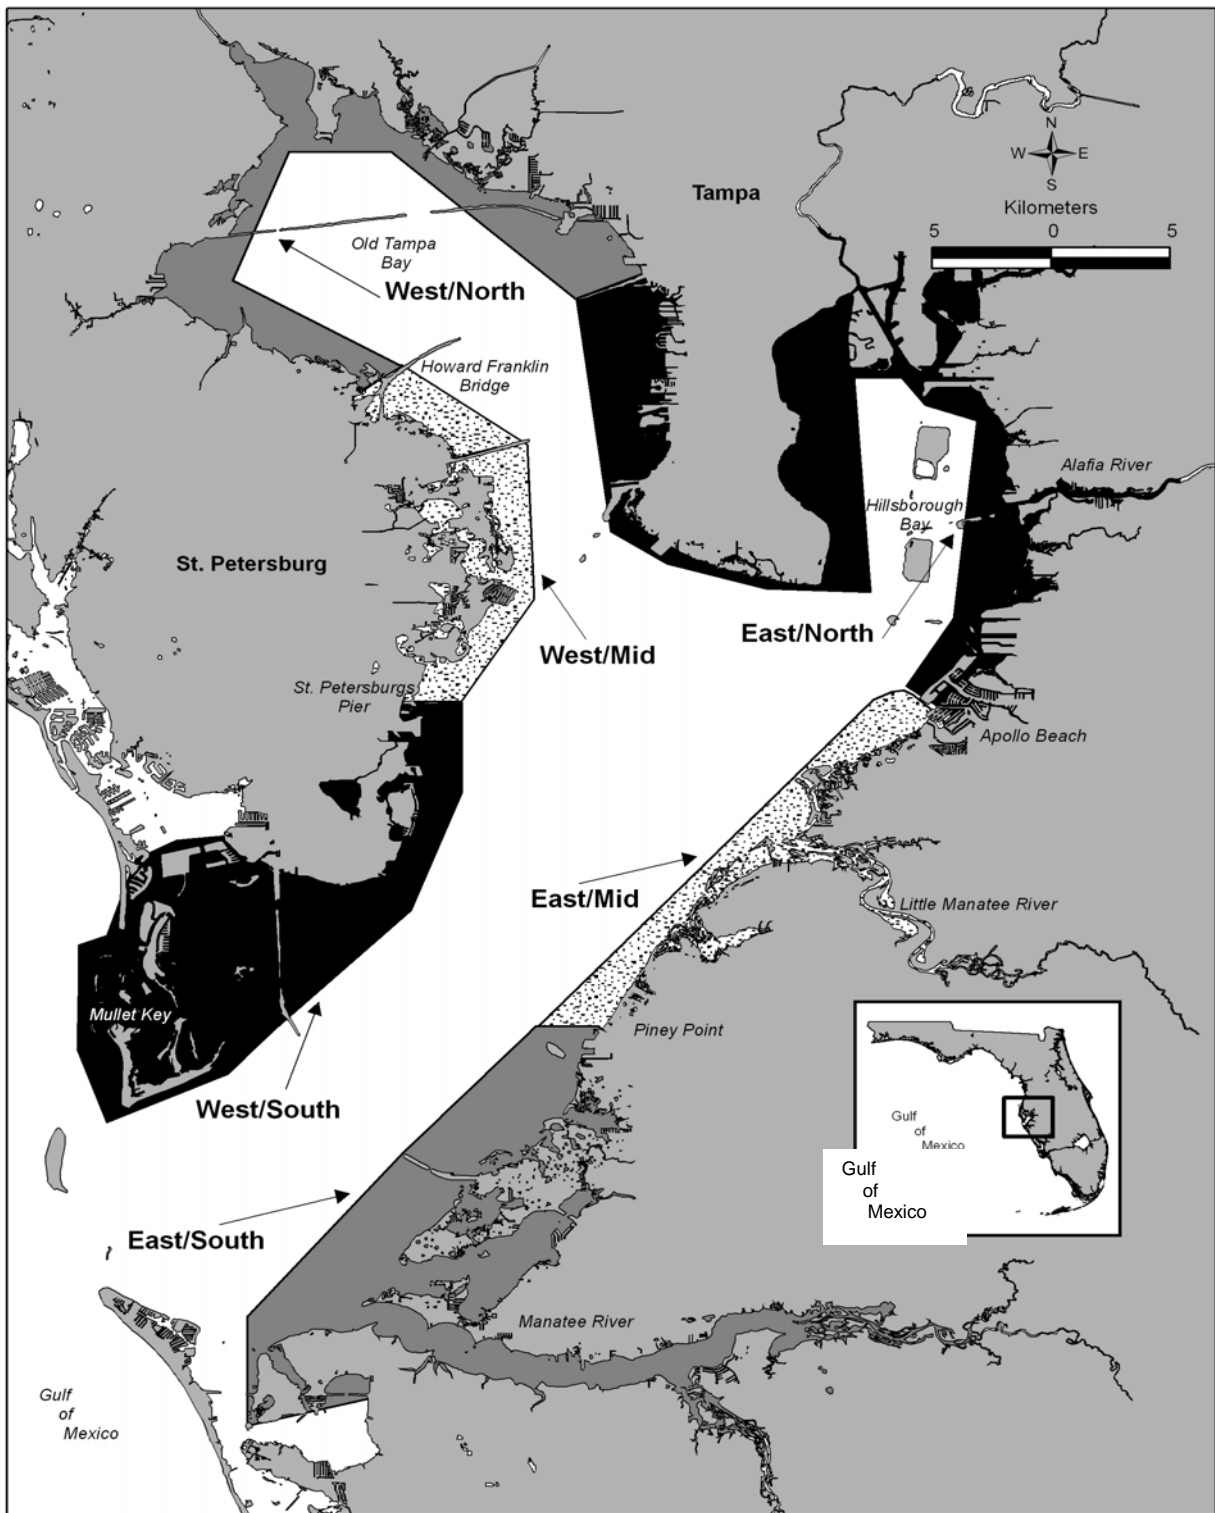 N
W E
S
Tampa
Kilometers
5 0 5
Old Tampa
Bay
West/North
Howard Franklin
Bridge
Alafia River
Hillsborough
Bay
St. Petersburg
East/North
West/Mid
St. Petersburgs
Pier
Apollo Beach
East/Mid
Little Manatee River
Mullet Key
Piney Point
West/South
Gulf
of
Mexico
Gulf
of
Mexico
East/South
Manatee River
Gulf
of
Mexico